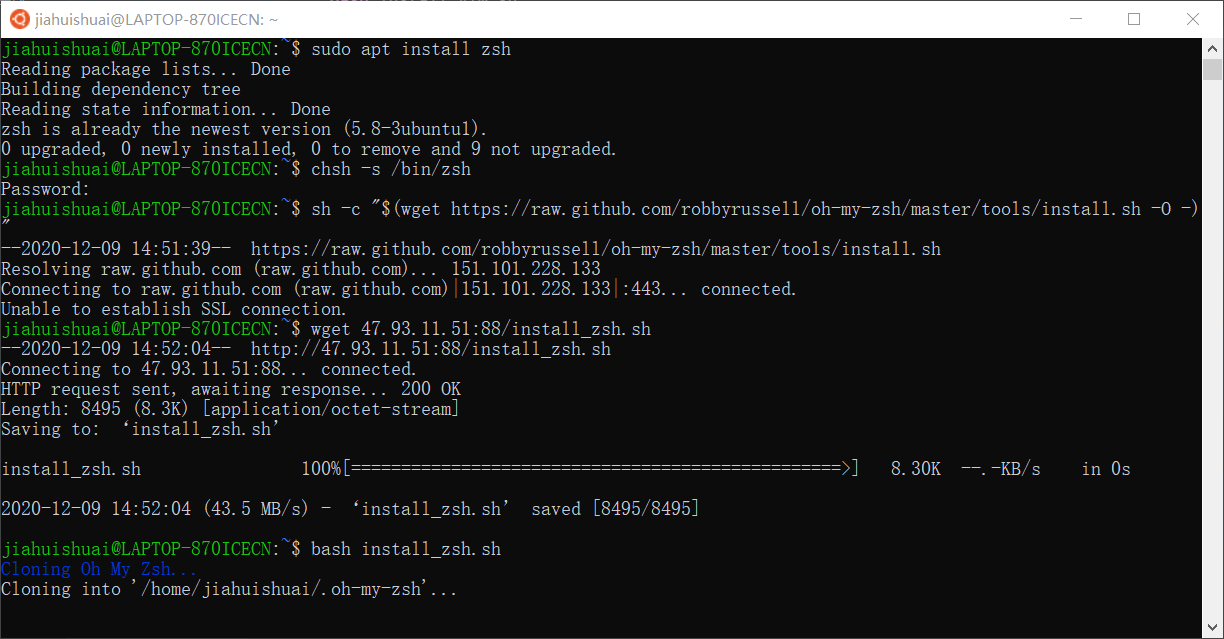 jiahuishuai@LAPTOP-870ICECN: ~
jiahuishuai@LAPTOP-870ICECN:~$ sudo apt install zsh
Reading package lists... Done
Building dependency tree
Reading state information... Done
zsh is already the newest version (5.8-3ubuntu1).
0 upgraded, 0 newly installed, 0 to remove and 9 not upgraded.
jiahuishuai@LAPTOP-870ICECN:~$ chsh -s /bin/zsh
Password:
jiahuishuai@LAPTOP-870ICECN:~$ sh -c "$(wget https://raw.github.com/robbyrussell/oh-my-zsh/master/tools/install.sh -O -)
"
--2020-12-09 14:51:39--  https://raw.github.com/robbyrussell/oh-my-zsh/master/tools/install.sh
Resolving raw.github.com (raw.github.com)... 151.101.228.133
Connecting to raw.github.com (raw.github.com)|151.101.228.133|:443... connected.
Unable to establish SSL connection.
jiahuishuai@LAPTOP-870ICECN:~$ wget 47.93.11.51:88/install_zsh.sh
--2020-12-09 14:52:04--  http://47.93.11.51:88/install_zsh.sh
Connecting to 47.93.11.51:88... connected.
HTTP request sent, awaiting response... 200 OK
Length: 8495 (8.3K) [application/octet-stream]
Saving to: ‘install_zsh.sh’
install_zsh.sh                100%[=================================================>]   8.30K  --.-KB/s    in 0s
2020-12-09 14:52:04 (43.5 MB/s) - ‘install_zsh.sh’ saved [8495/8495]
jiahuishuai@LAPTOP-870ICECN:~$ bash install_zsh.sh
Cloning Oh My Zsh...
Cloning into '/home/jiahuishuai/.oh-my-zsh'...